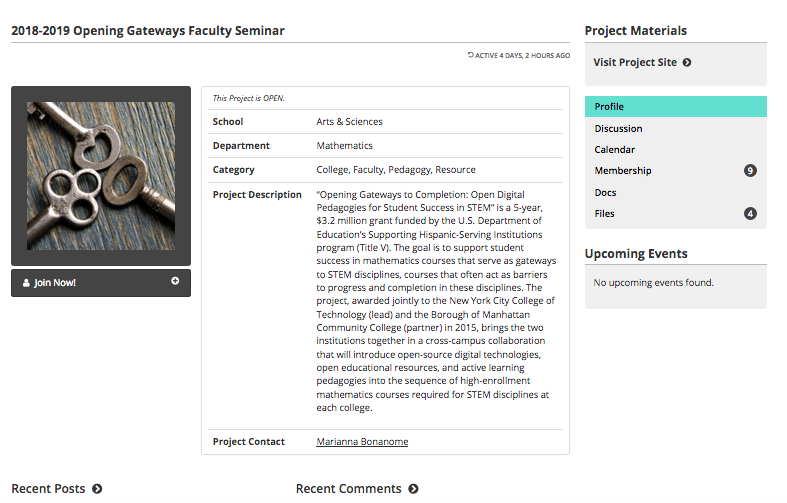 2018-2019 Opening Gateways Faculty Seminar
ACTIVE 4 DAYS, 2 HOURS AGO
This Project is OPEN.
School Arts & Sciences
Department Mathematics
Category College, Faculty, Pedagogy, Resource
Project Description “Opening Gateways to Completion: Open Digital
Pedagogies for Student Success in STEM” is a 5-year,
$3.2 million grant funded by the U.S. Department of
Education’s Supporting Hispanic-Serving Institutions
program (Title V). The goal is to support student
success in mathematics courses that serve as gateways
to STEM disciplines, courses that often act as barriers
to progress and completion in these disciplines. The
project, awarded jointly to the New York City College of
Technology (lead) and the Borough of Manhattan
Community College (partner) in 2015, brings the two
institutions together in a cross-campus collaboration
that will introduce open-source digital technologies,
open educational resources, and active learning
pedagogies into the sequence of high-enrollment
mathematics courses required for STEM disciplines at
each college.
Project Contact Marianna Bonanome
Join Now!
Recent Posts
Recent Comments
Project Materials
Visit Project Site
Profile
Discussion
Calendar
Membership 9
Docs
Files 4
Upcoming Events
No upcoming events found.